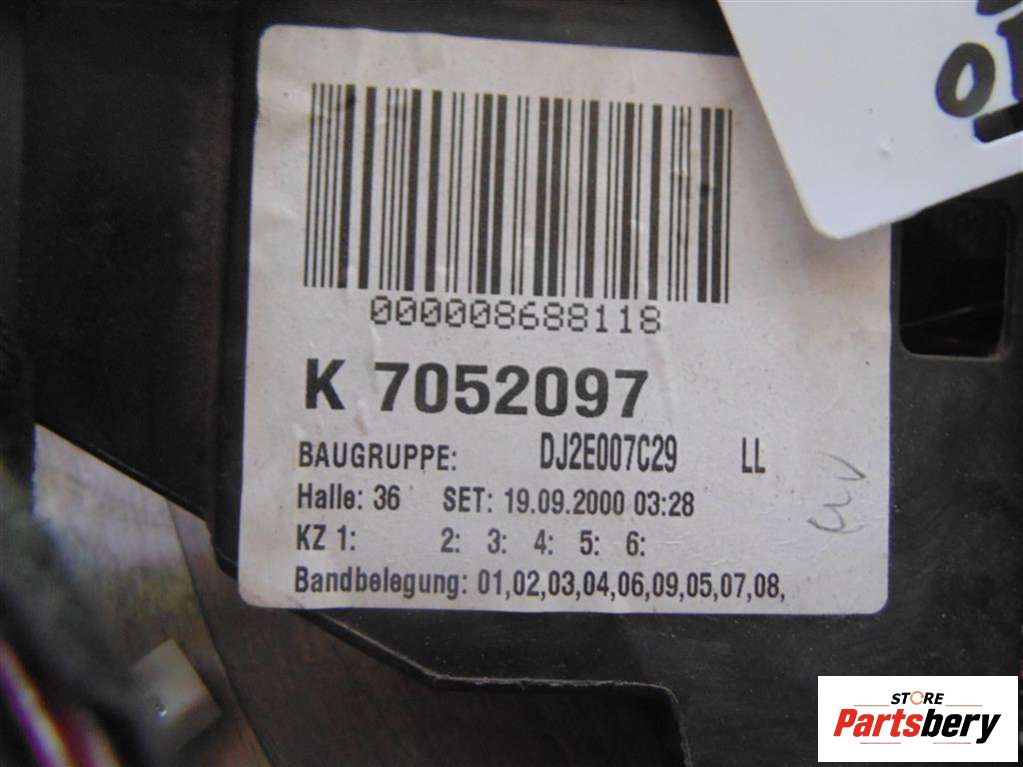 000008688118
K 7052097
BAUGRUPPE: DJ2E007C29 LL
Halle: 36 SET: 19.09.2000 03:28
KZ 1: 2: 3: 4: 5: 6:
Bandbelegung: 01,02,03,04,06,09,05,07,08,
STORE
Partsbery